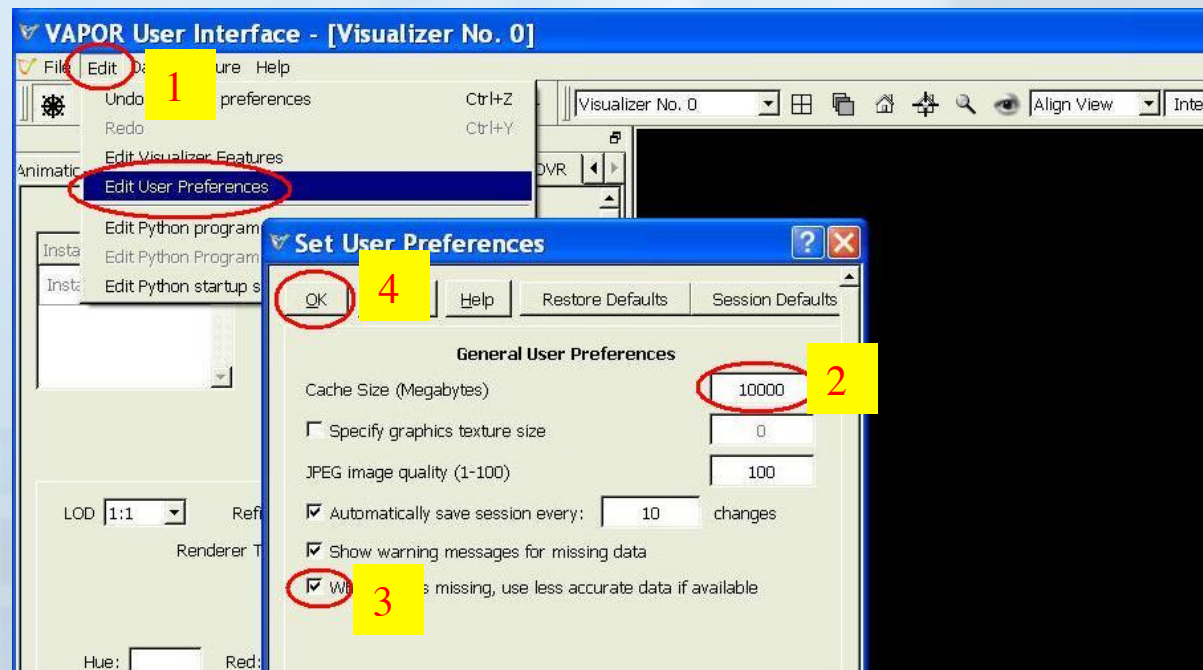 VAPOR User Interface - [Visualizer No. 0]
File Edit Help
1
Undo preferences Ctrl+Z
Redo Ctrl+Y
Edit Visualizer Features
Edit User Preferences
Edit Python program
Edit Python Program
Edit Python startup s
Visualizer No. 0
Align View
Inte
Animatic
DVR
Insta
Insta
Set User Preferences
OK
4
Help
Restore Defaults
Session Defaults
General User Preferences
Cache Size (Megabytes) 10000
2
Specify graphics texture size 0
JPEG image quality (1-100) 100
Automatically save session every: 10 changes
Show warning messages for missing data
3
missing, use less accurate data if available
LOD 1:1
Refi
Renderer T
Hue:
Red: